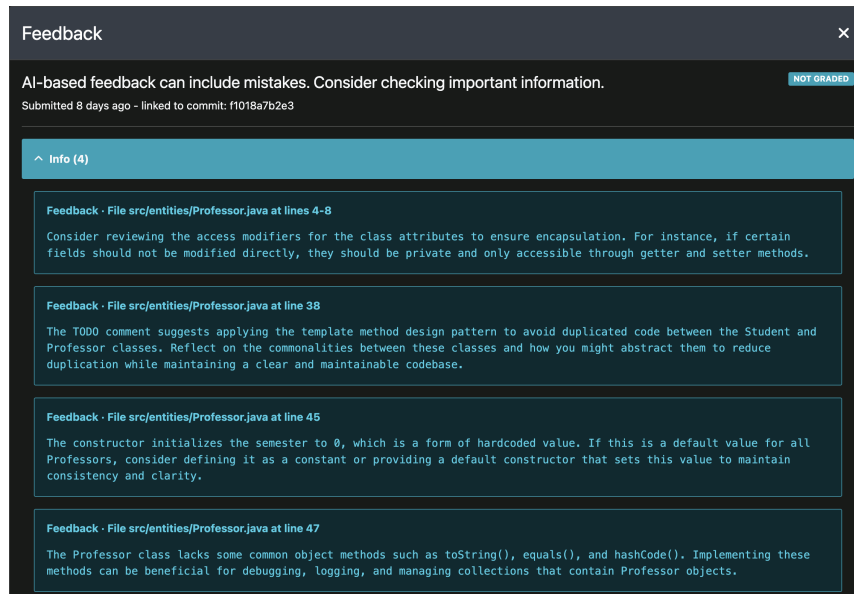 Feedback
AI-based feedback can include mistakes. Consider checking important information.
NOT GRADED
Submitted 8 days ago - linked to commit: f1018a7b2e3
Info (4)
Feedback · File src/entities/Professor.java at lines 4-8
Consider reviewing the access modifiers for the class attributes to ensure encapsulation. For instance, if certain
fields should not be modified directly, they should be private and only accessible through getter and setter methods.
Feedback · File src/entities/Professor.java at line 38
The TODO comment suggests applying the template method design pattern to avoid duplicated code between the Student and
Professor classes. Reflect on the commonalities between these classes and how you might abstract them to reduce
duplication while maintaining a clear and maintainable codebase.
Feedback · File src/entities/Professor.java at line 45
The constructor initializes the semester to 0, which is a form of hardcoded value. If this is a default value for all
Professors, consider defining it as a constant or providing a default constructor that sets this value to maintain
consistency and clarity.
Feedback · File src/entities/Professor.java at line 47
The Professor class lacks some common object methods such as toString(), equals(), and hashCode(). Implementing these
methods can be beneficial for debugging, logging, and managing collections that contain Professor objects.